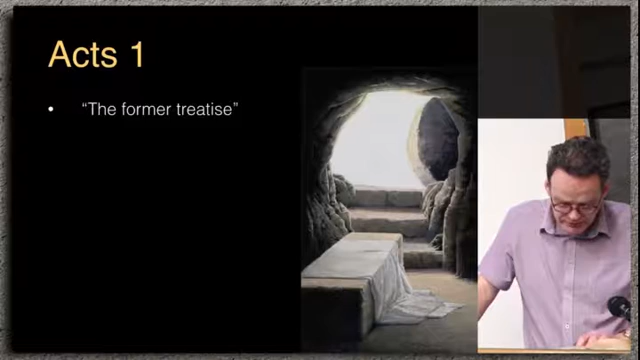 Acts 1
• “The former treatise”